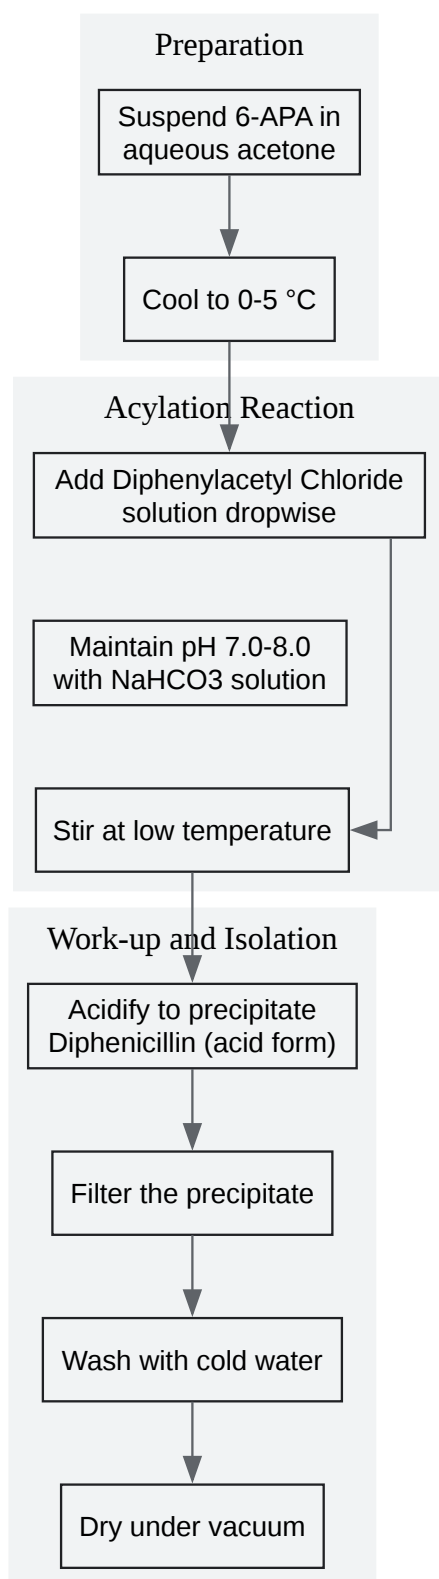 Preparation
Suspend 6-APA in
aqueous acetone
Cool to 0-5 °C
Acylation Reaction
Add Diphenylacetyl Chloride
solution dropwise
Maintain pH 7.0-8.0
with NaHCO3 solution
Stir at low temperature
Work-up and Isolation
Acidify to precipitate
Diphenicillin (acid form)
Filter the precipitate
Wash with cold water
Dry under vacuum